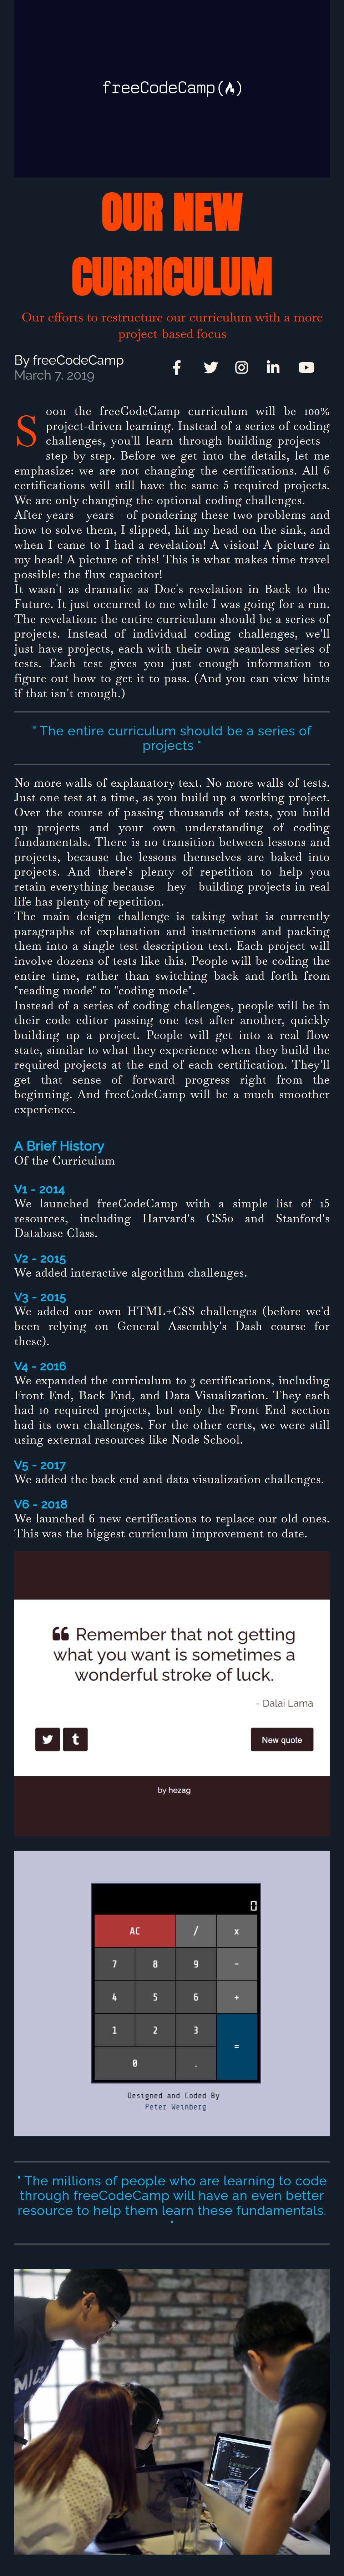 freeCodeCamp(🔥)
OUR NEW
CURRICULUM
Our efforts to restructure our curriculum with a more
project-based focus
By freeCodeCamp
March 7, 2019
Soon the freeCodeCamp curriculum will be 100%
project-driven learning. Instead of a series of coding
challenges, you'll learn through building projects -
step by step. Before we get into the details, let me
emphasize: we are not changing the certifications. All 6
certifications will still have the same 5 required projects.
We are only changing the optional coding challenges.
After years - years - of pondering these two problems and
how to solve them, I slipped, hit my head on the sink, and
when I came to I had a revelation! A vision! A picture in
my head! A picture of this! This is what makes time travel
possible: the flux capacitor!
It wasn't as dramatic as Doc's revelation in Back to the
Future. It just occurred to me while I was going for a run.
The revelation: the entire curriculum should be a series of
projects. Instead of individual coding challenges, we'll
just have projects, each with their own seamless series of
tests. Each test gives you just enough information to
figure out how to get it to pass. (And you can view hints
if that isn't enough.)
" The entire curriculum should be a series of
projects "
No more walls of explanatory text. No more walls of tests.
Just one test at a time, as you build up a working project.
Over the course of passing thousands of tests, you build
up projects and your own understanding of coding
fundamentals. There is no transition between lessons and
projects, because the lessons themselves are baked into
projects. And there's plenty of repetition to help you
retain everything because - hey - building projects in real
life has plenty of repetition.
The main design challenge is taking what is currently
paragraphs of explanation and instructions and packing
them into a single test description text. Each project will
involve dozens of tests like this. People will be coding the
entire time, rather than switching back and forth from
"reading mode" to "coding mode".
Instead of a series of coding challenges, people will be in
their code editor passing one test after another, quickly
building up a project. People will get into a real flow
state, similar to what they experience when they build the
required projects at the end of each certification. They'll
get that sense of forward progress right from the
beginning. And freeCodeCamp will be a much smoother
experience.
A Brief History
Of the Curriculum
V1 - 2014
We launched freeCodeCamp with a simple list of 15
resources, including Harvard's CS50 and Stanford's
Database Class.
V2 - 2015
We added interactive algorithm challenges.
V3 - 2015
We added our own HTML+CSS challenges (before we'd
been relying on General Assembly's Dash course for
these).
V4 - 2016
We expanded the curriculum to 3 certifications, including
Front End, Back End, and Data Visualization. They each
had 10 required projects, but only the Front End section
had its own challenges. For the other certs, we were still
using external resources like Node School.
V5 - 2017
We added the back end and data visualization challenges.
V6 - 2018
We launched 6 new certifications to replace our old ones.
This was the biggest curriculum improvement to date.
“ Remember that not getting
what you want is sometimes a
wonderful stroke of luck.
- Dalai Lama
New quote
by hezag
0
AC / x
7 8 9 -
4 5 6 +
1 2 3 =
0 .
Designed and Coded By
Peter Weinberg
" The millions of people who are learning to code
through freeCodeCamp will have an even better
resource to help them learn these fundamentals.
"